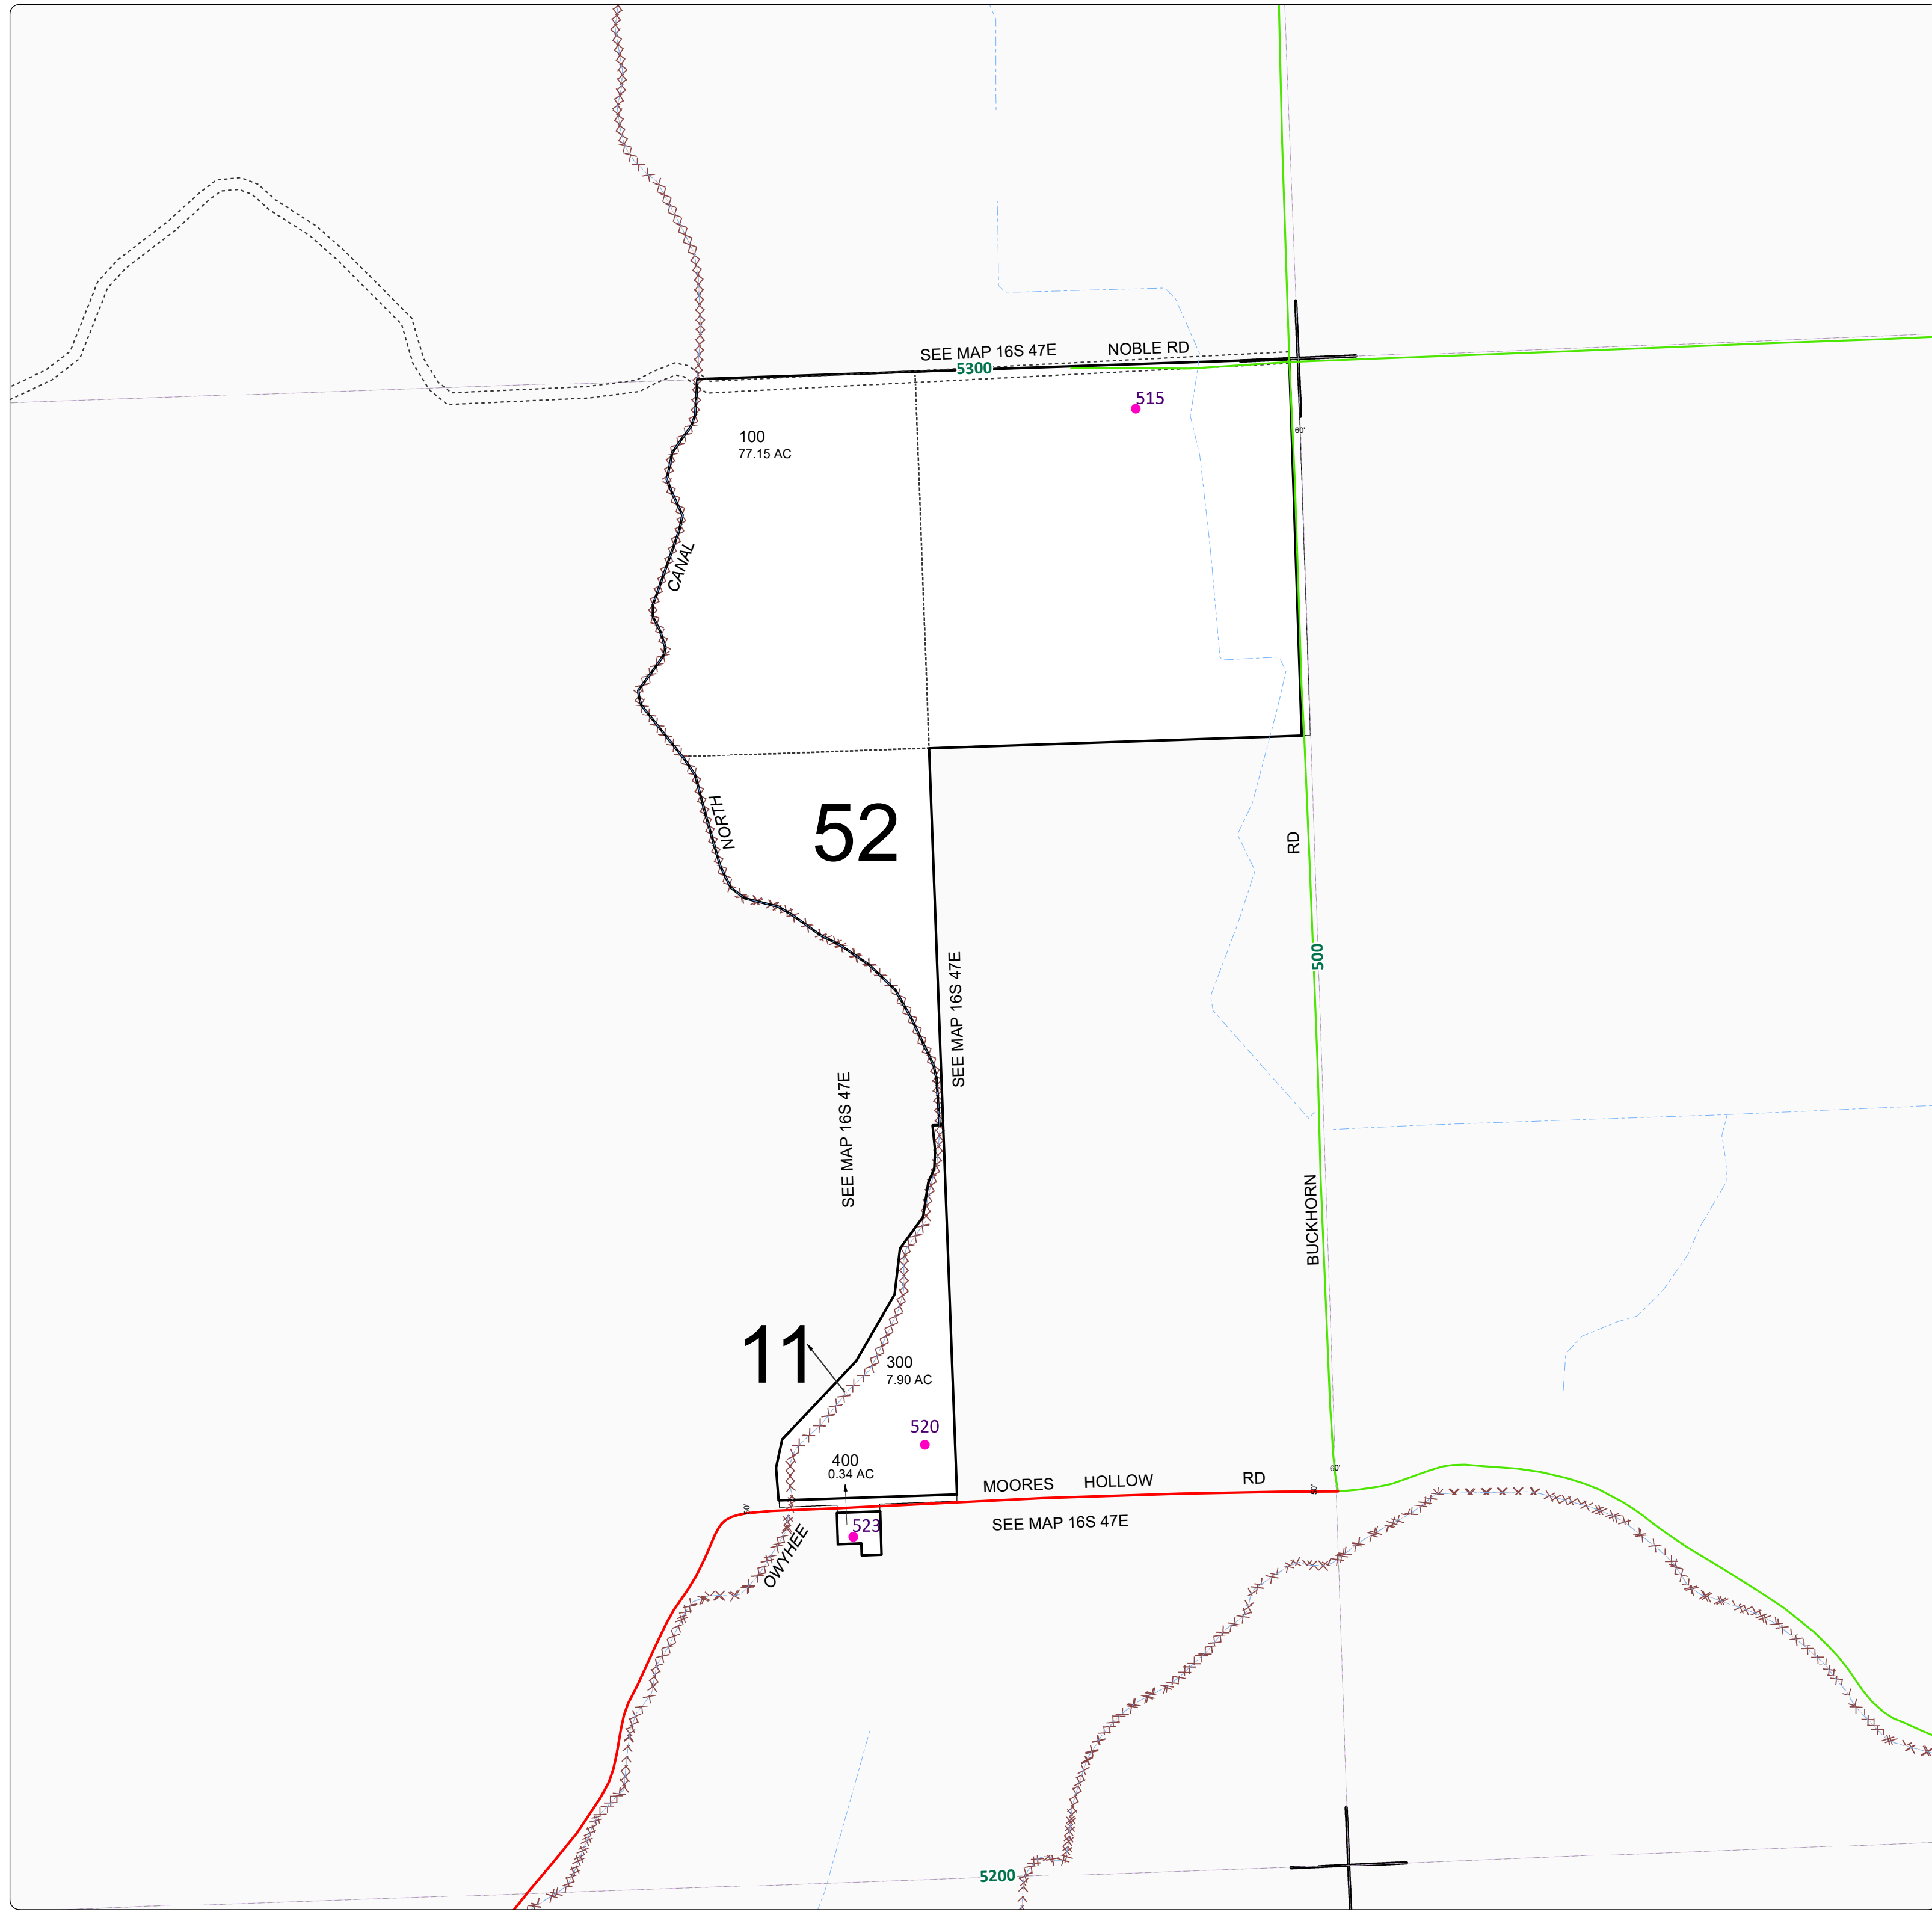 SEE MAP 16S 47E
NOBLE RD
5300
515
100
77.15 AC
60'
CANAL
NORTH
52
RD
500
SEE MAP 16S 47E
SEE MAP 16S 47E
BUCKHORN
11
300
7.90 AC
520
400
0.34 AC
MOORES HOLLOW RD
60'
90'
50'
523
SEE MAP 16S 47E
OWYHEE
5200